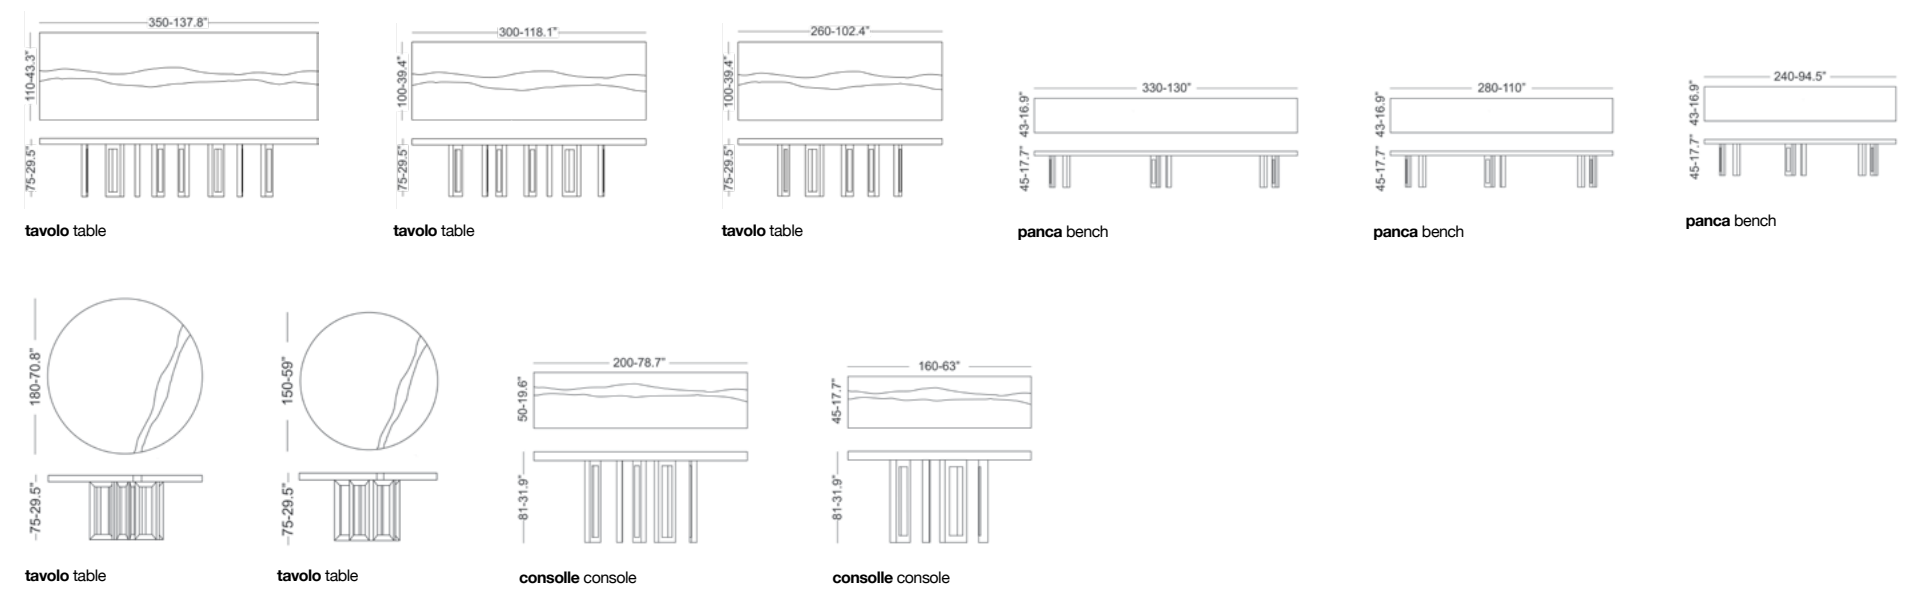 350-137.8"
110-43.3"
75-29.5"
tavolo table
300-118.1"
100-39.4"
75-29.5"
tavolo table
260-102.4"
100-39.4"
75-29.5"
tavolo table
330-130"
43-16.9"
45-17.7"
panca bench
280-110"
43-16.9"
45-17.7"
panca bench
240-94.5"
43-16.9"
45-17.7"
panca bench
180-70.8"
75-29.5"
tavolo table
150-59"
75-29.5"
tavolo table
200-78.7"
50-19.6"
81-31.9"
consolle console
160-63"
45-17.7"
81-31.9"
consolle console